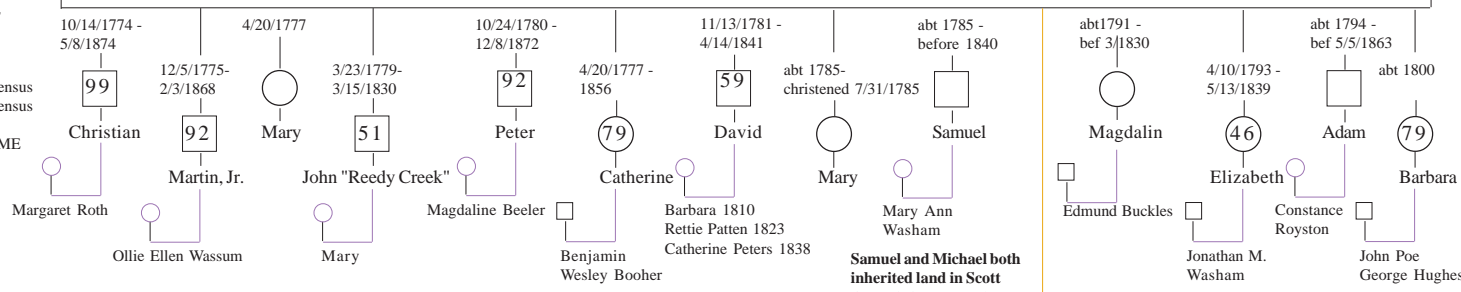 10/14/1774 -
5/8/1874
99
Christian
Margaret Roth
ensus
ensus
ME
12/5/1775-
2/3/1868
92
Martin, Jr.
Ollie Ellen Wassum
4/20/1777
Mary
3/23/1779-
3/15/1830
51
John "Reedy Creek"
Mary
10/24/1780 -
12/8/1872
92
Peter
Magdaline Beeler
4/20/1777 -
1856
79
Catherine
Benjamin
Wesley Booher
11/13/1781 -
4/14/1841
59
David
Barbara 1810
Rettie Patten 1823
Catherine Peters 1838
abt 1785-
christened 7/31/1785
Mary
abt 1785 -
before 1840
Samuel
Mary Ann
Washam
Samuel and Michael both
inherited land in Scott
abt1791 -
bef 3/1830
Magdalin
Edmund Buckles
4/10/1793 -
5/13/1839
46
Elizabeth
Jonathan M.
Washam
abt 1794 -
bef 5/5/1863
Adam
Constance
Royston
abt 1800
79
Barbara
John Poe
George Hughes